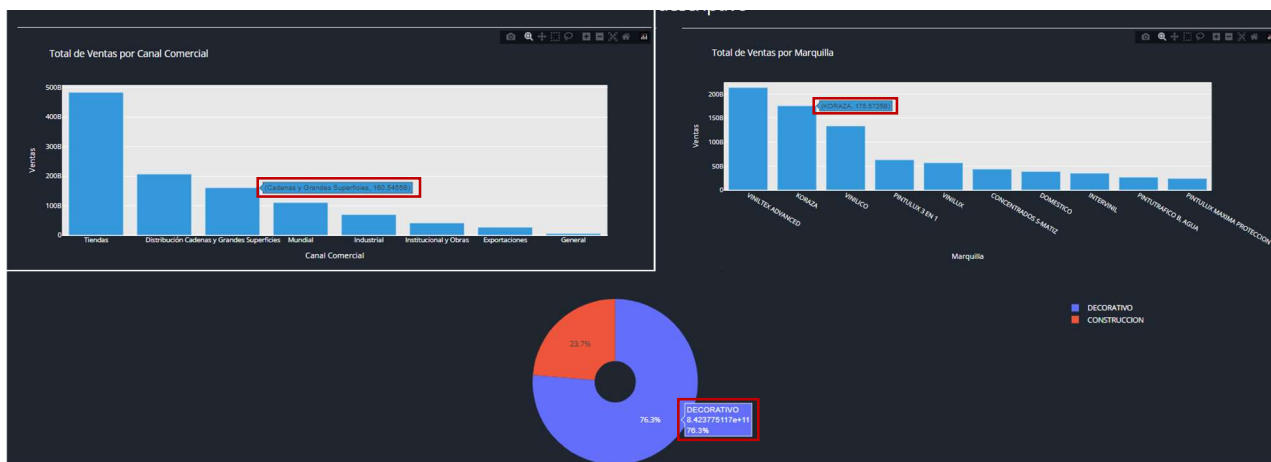 Total de Ventas por Canal Comercial
500B
400B
300B
200B
100B
0
Ventas
(Cadenas y Grandes Superficies, 160.5455B)
Tiendas
Distribución
Cadenas y Grandes Superficies
Mundial
Industrial
Institucional y Obras
Exportaciones
General
Canal Comercial
Total de Ventas por Marquilla
200B
150B
100B
50B
0
Ventas
VINILTEX ADVANCED
KORAZA
VINILICO
PINTULUX 3 EN 1
VINILUX
CONCENTRADOS S-MATIZ
DOMESTICO
INTERVINIL
PINTUTRAFICO B. AGUA
PINTULUX MAXIMA PROTECCION
Marquilla
DECORATIVO
CONSTRUCCION
23.7%
76.3%
DECORATIVO
8.423775117e+11
76.3%